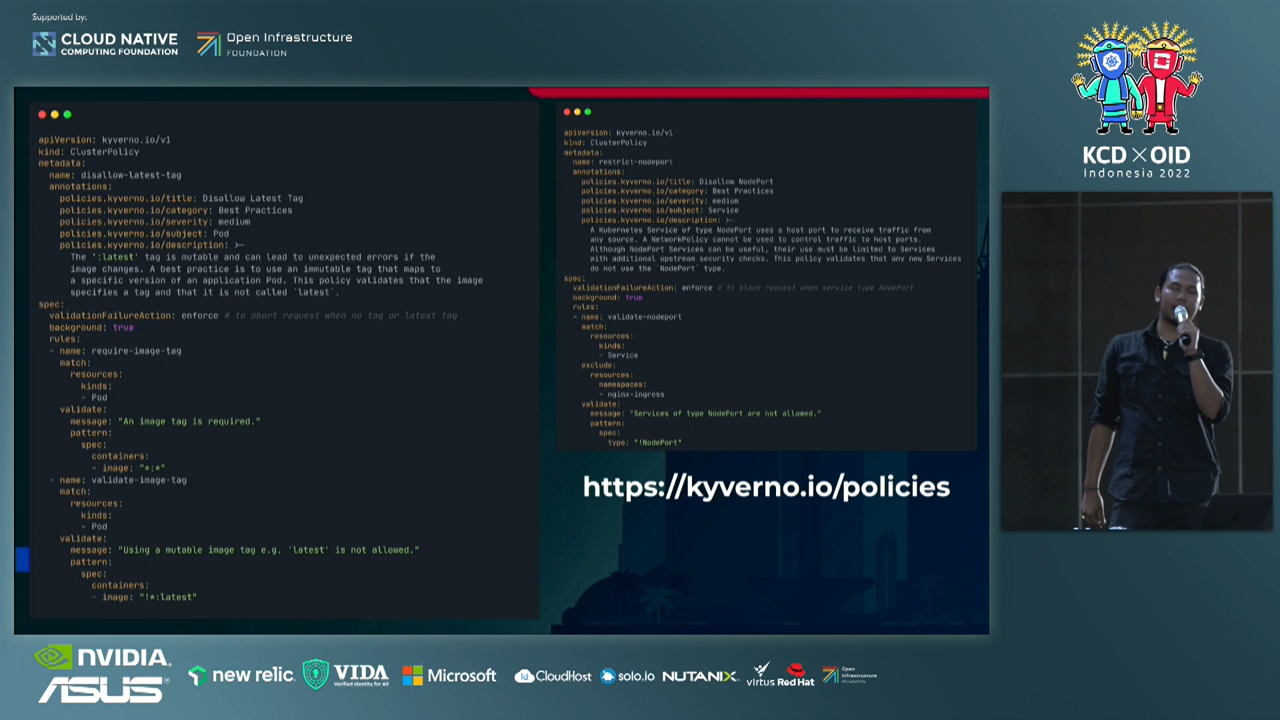 Supported by:
CLOUD NATIVE
COMPUTING FOUNDATION
Open Infrastructure
FOUNDATION
KCD × OID
Indonesia 2022
apiVersion: kyverno.io/v1
kind: ClusterPolicy
metadata:
  name: disallow-latest-tag
  annotations:
    policies.kyverno.io/title: Disallow Latest Tag
    policies.kyverno.io/category: Best Practices
    policies.kyverno.io/severity: medium
    policies.kyverno.io/subject: Pod
    policies.kyverno.io/description: >-
      The ':latest' tag is mutable and can lead to unexpected errors if the
      image changes. A best practice is to use an immutable tag that maps to
      a specific version of an application Pod. This policy validates that the image
      specifies a tag and that it is not called `latest`.
spec:
  validationFailureAction: enforce # to abort request when no tag or latest tag
  background: true
  rules:
  - name: require-image-tag
    match:
      resources:
        kinds:
        - Pod
    validate:
      message: "An image tag is required."
      pattern:
        spec:
          containers:
          - image: "*:*"
  - name: validate-image-tag
    match:
      resources:
        kinds:
        - Pod
    validate:
      message: "Using a mutable image tag e.g. 'latest' is not allowed."
      pattern:
        spec:
          containers:
          - image: "!*:latest"
apiVersion: kyverno.io/v1
kind: ClusterPolicy
metadata:
  name: restrict-nodeport
  annotations:
    policies.kyverno.io/title: Disallow NodePort
    policies.kyverno.io/category: Best Practices
    policies.kyverno.io/severity: medium
    policies.kyverno.io/subject: Service
    policies.kyverno.io/description: >-
      A Kubernetes Service of type NodePort uses a host port to receive traffic from
      any source. A NetworkPolicy cannot be used to control traffic to host ports.
      Although NodePort Services can be useful, their use must be limited to Services
      with additional upstream security checks. This policy validates that any new Services
      do not use the `NodePort` type.
spec:
  validationFailureAction: enforce # to block request when service type NodePort
  background: true
  rules:
  - name: validate-nodeport
    match:
      resources:
        kinds:
        - Service
    exclude:
      resources:
        namespaces:
        - nginx-ingress
    validate:
      message: "Services of type NodePort are not allowed."
      pattern:
        spec:
          type: "!NodePort"
https://kyverno.io/policies
NVIDIA.
ASUS
new relic.
VIDA
Verified Identity for All
Microsoft
CloudHost
solo.io
NUTANIX
virtus
Red Hat
Open
Infrastructure